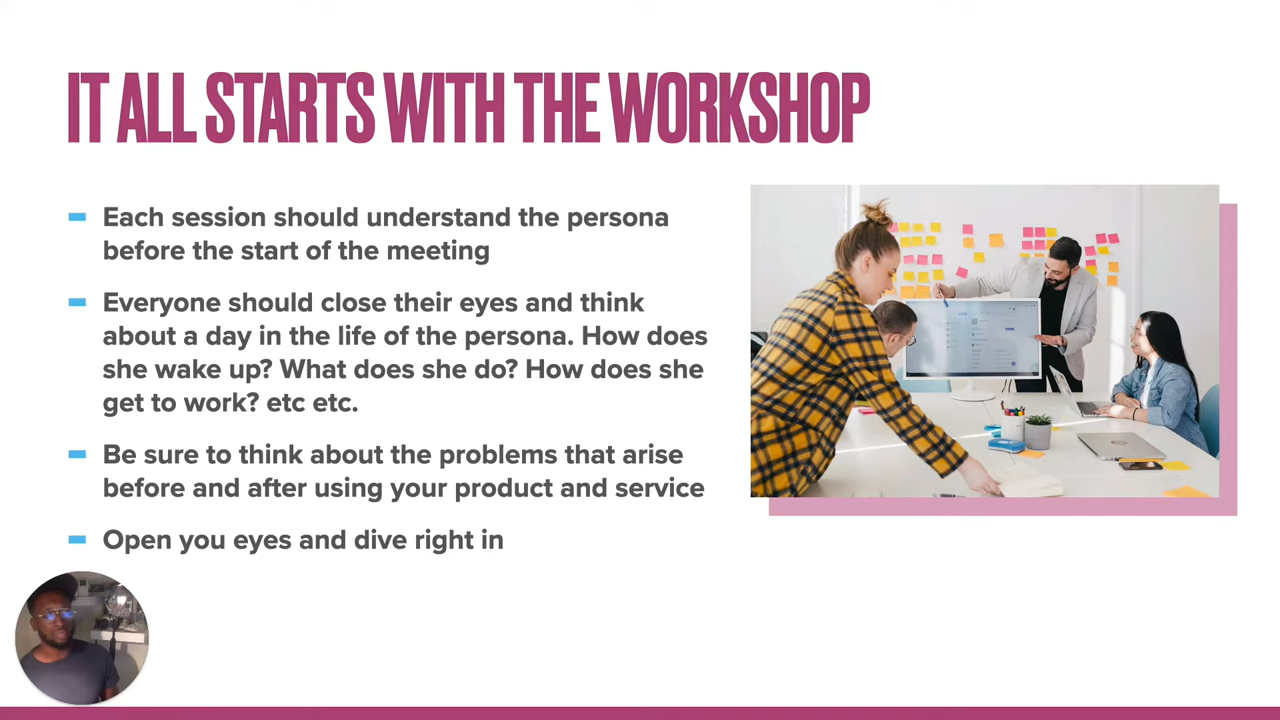 IT ALL STARTS WITH THE WORKSHOP
Each session should understand the persona
before the start of the meeting
Everyone should close their eyes and think
about a day in the life of the persona. How does
she wake up? What does she do? How does she
get to work? etc etc.
Be sure to think about the problems that arise
before and after using your product and service
Open you eyes and dive right in